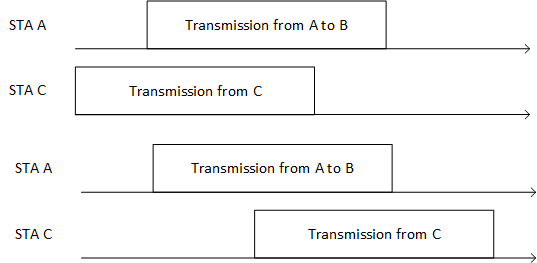 STA A
Transmission from A to B
STA C
Transmission from C
STA A
Transmission from A to B
STA C
Transmission from C